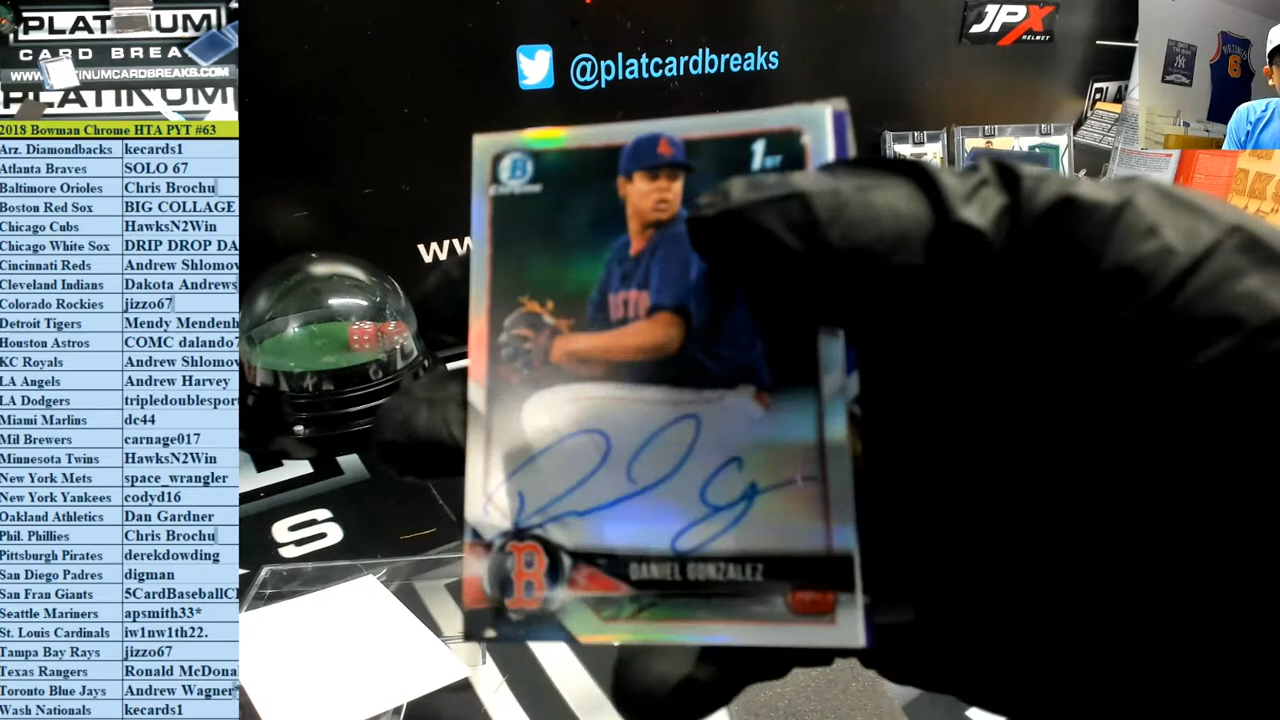 PLATINUM
CARD BREA
WWW.PLATINUMCARDBREAKS.COM
PLATINUM
2018 Bowman Chrome HTA PYT #63
Arz. Diamondbacks kecards1
Atlanta Braves SOLO 67
Baltimore Orioles Chris Brochu
Boston Red Sox BIG COLLAGE
Chicago Cubs HawksN2Win
Chicago White Sox DRIP DROP DA
Cincinnati Reds Andrew Shlomov
Cleveland Indians Dakota Andrews
Colorado Rockies jizzo67
Detroit Tigers Mendy Mendenh
Houston Astros COMC dalando7
KC Royals Andrew Shlomov
LA Angels Andrew Harvey
LA Dodgers tripledoublesport
Miami Marlins dc44
Mil Brewers carnage017
Minnesota Twins HawksN2Win
New York Mets space_wrangler
New York Yankees codyd16
Oakland Athletics Dan Gardner
Phil. Phillies Chris Brochu
Pittsburgh Pirates derekdowding
San Diego Padres digman
San Fran Giants 5CardBaseballCl
Seattle Mariners apsmith33*
St. Louis Cardinals iw1nw1th22.
Tampa Bay Rays jizzo67
Texas Rangers Ronald McDona
Toronto Blue Jays Andrew Wagner*
Wash Nationals kecards1
@platcardbreaks
ww
S
JPX
HELMET
6
B
CHROME
1ST
B
DANIEL GONZALEZ